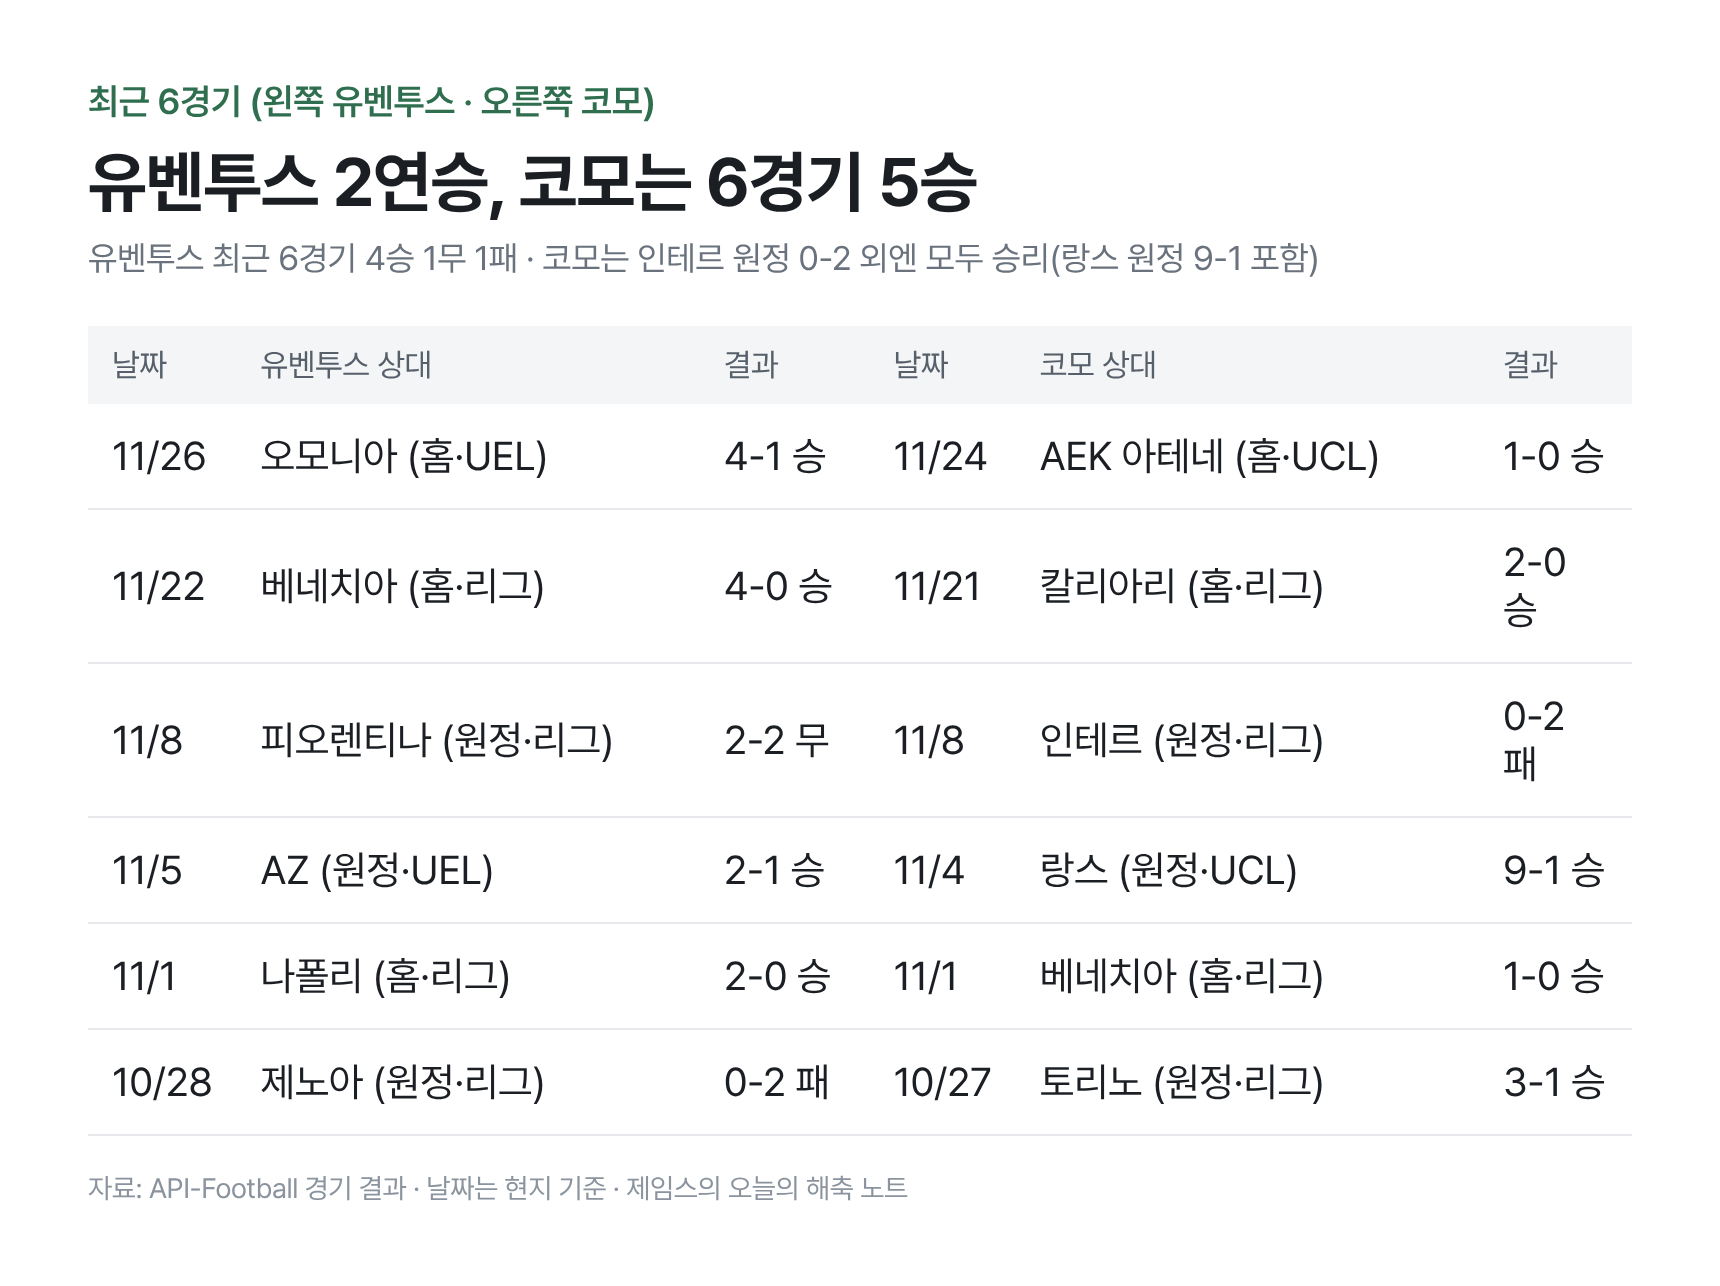 최근 6경기 (왼쪽 유벤투스 · 오른쪽 코모)
유벤투스 2연승, 코모는 6경기 5승
유벤투스 최근 6경기 4승 1무 1패 · 코모는 인테르 원정 0-2 외엔 모두 승리(랑스 원정 9-1 포함)
날짜 유벤투스 상대 결과 날짜 코모 상대 결과
11/26 오모니아 (홈·UEL) 4-1 승 11/24 AEK 아테네 (홈·UCL) 1-0 승
11/22 베네치아 (홈·리그) 4-0 승 11/21 칼리아리 (홈·리그) 2-0
승
11/8 피오렌티나 (원정·리그) 2-2 무 11/8 인테르 (원정·리그) 0-2
패
11/5 AZ (원정·UEL) 2-1 승 11/4 랑스 (원정·UCL) 9-1 승
11/1 나폴리 (홈·리그) 2-0 승 11/1 베네치아 (홈·리그) 1-0 승
10/28 제노아 (원정·리그) 0-2 패 10/27 토리노 (원정·리그) 3-1 승
자료: API-Football 경기 결과 · 날짜는 현지 기준 · 제임스의 오늘의 해축 노트